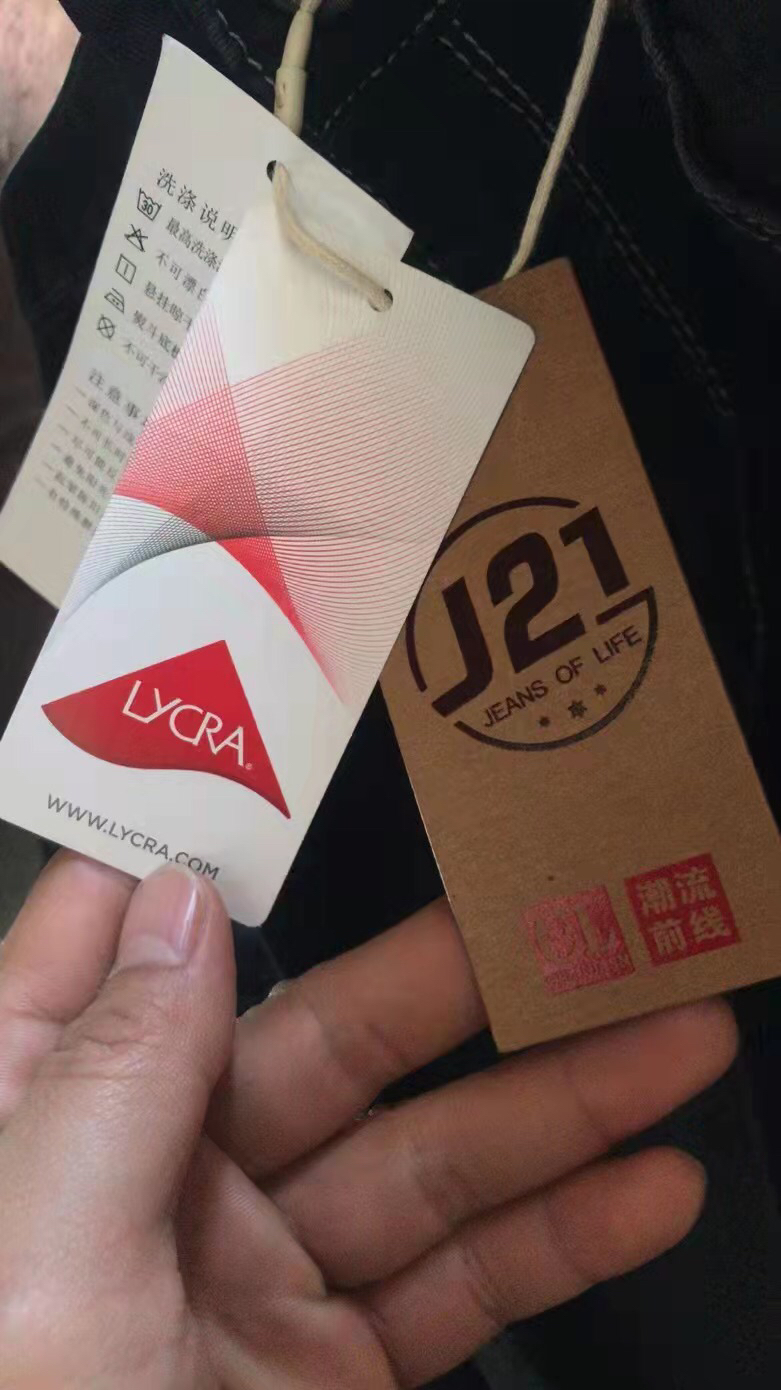 洗涤说明
30
最高洗涤
不可漂白
悬挂晾干
熨斗底板
不可干
注意事
LYCRA®
WWW.LYCRA.COM
J21
JEANS OF LIFE
潮流
前线